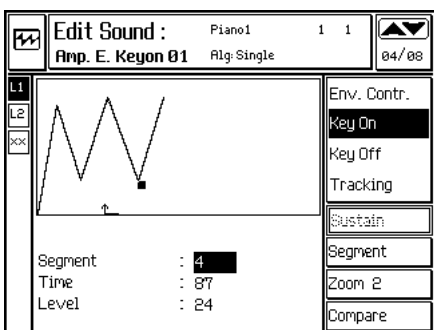 Edit Sound : Piano1 1 1
Amp. E. Keyon 01 Alg:Single 04/08
L1
L2
xx
Env. Contr.
Key On
Key Off
Tracking
Sustain
Segment
Zoom 2
Compare
Segment : 4
Time : 87
Level : 24